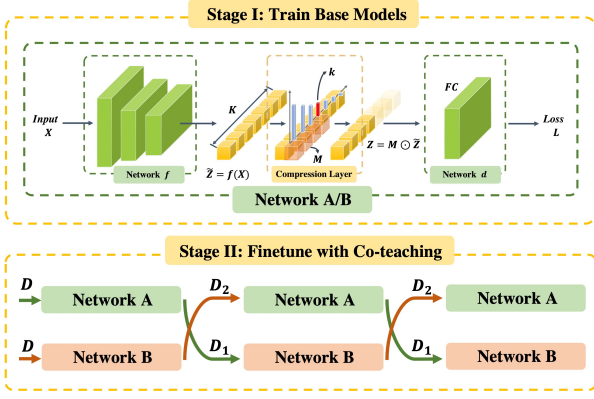 Stage I: Train Base Models
k
K
FC
Input
X
Loss
L
M
Z = M ⊙ Z̃
Network f
Z̃ = f(X)
Compression Layer
Network d
Network A/B
Stage II: Finetune with Co-teaching
D
Network A
D₂
Network A
D₂
Network A
D
Network B
D₁
Network B
D₁
Network B